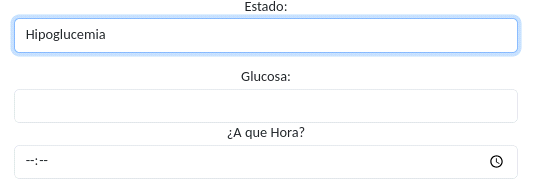 Estado:
Hipoglucemia
Glucosa:
¿A que Hora?
--:--